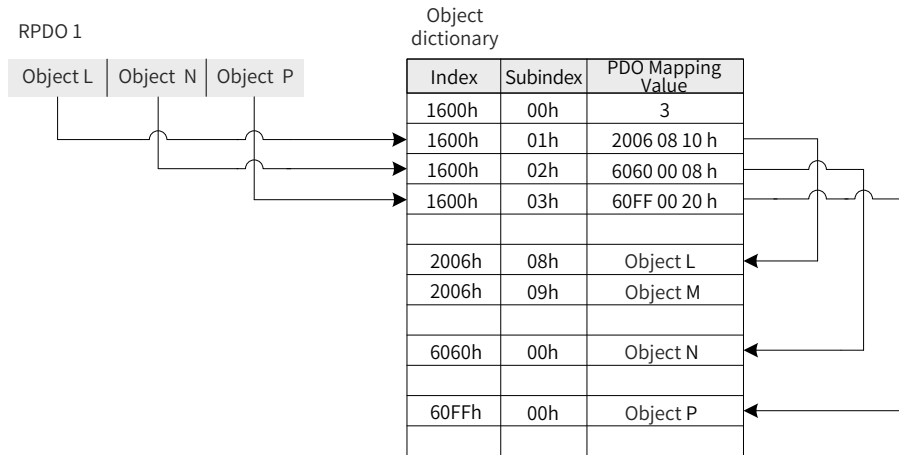 RPDO 1
Object L Object N Object P
Object
dictionary
Index Subindex PDO Mapping
Value
1600h 00h 3
1600h 01h 2006 08 10 h
1600h 02h 6060 00 08 h
1600h 03h 60FF 00 20 h
2006h 08h Object L
2006h 09h Object M
6060h 00h Object N
60FFh 00h Object P